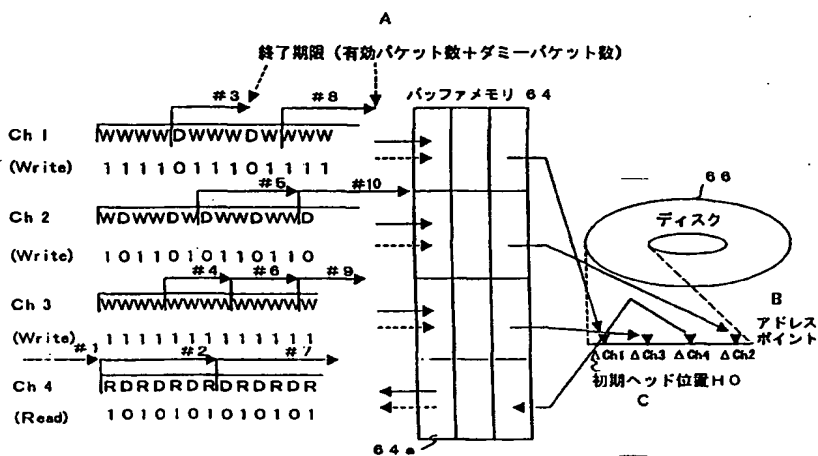 A
終了期限 (有効パケット数+ダミーパケット数)
#3 #8
バッファメモリ 64
Ch 1 WWWWDWWWDWWWW
(Write) 1111011101111
66
#5 #10
ディスク
Ch 2 WDWWDWDWWDWWD
(Write) 1011010110110
#4 #6 #9
B
Ch 3 WWWWWWWWWWWWW
アドレス
ポイント
(Write) 1111111111111
#1 #2 #7
ΔCh1 ΔCh3 ΔCh4 ΔCh2
Ch 4 RDRDRDRDRDRDR
初期ヘッド位置H0
(Read) 1010101010101
C
64a